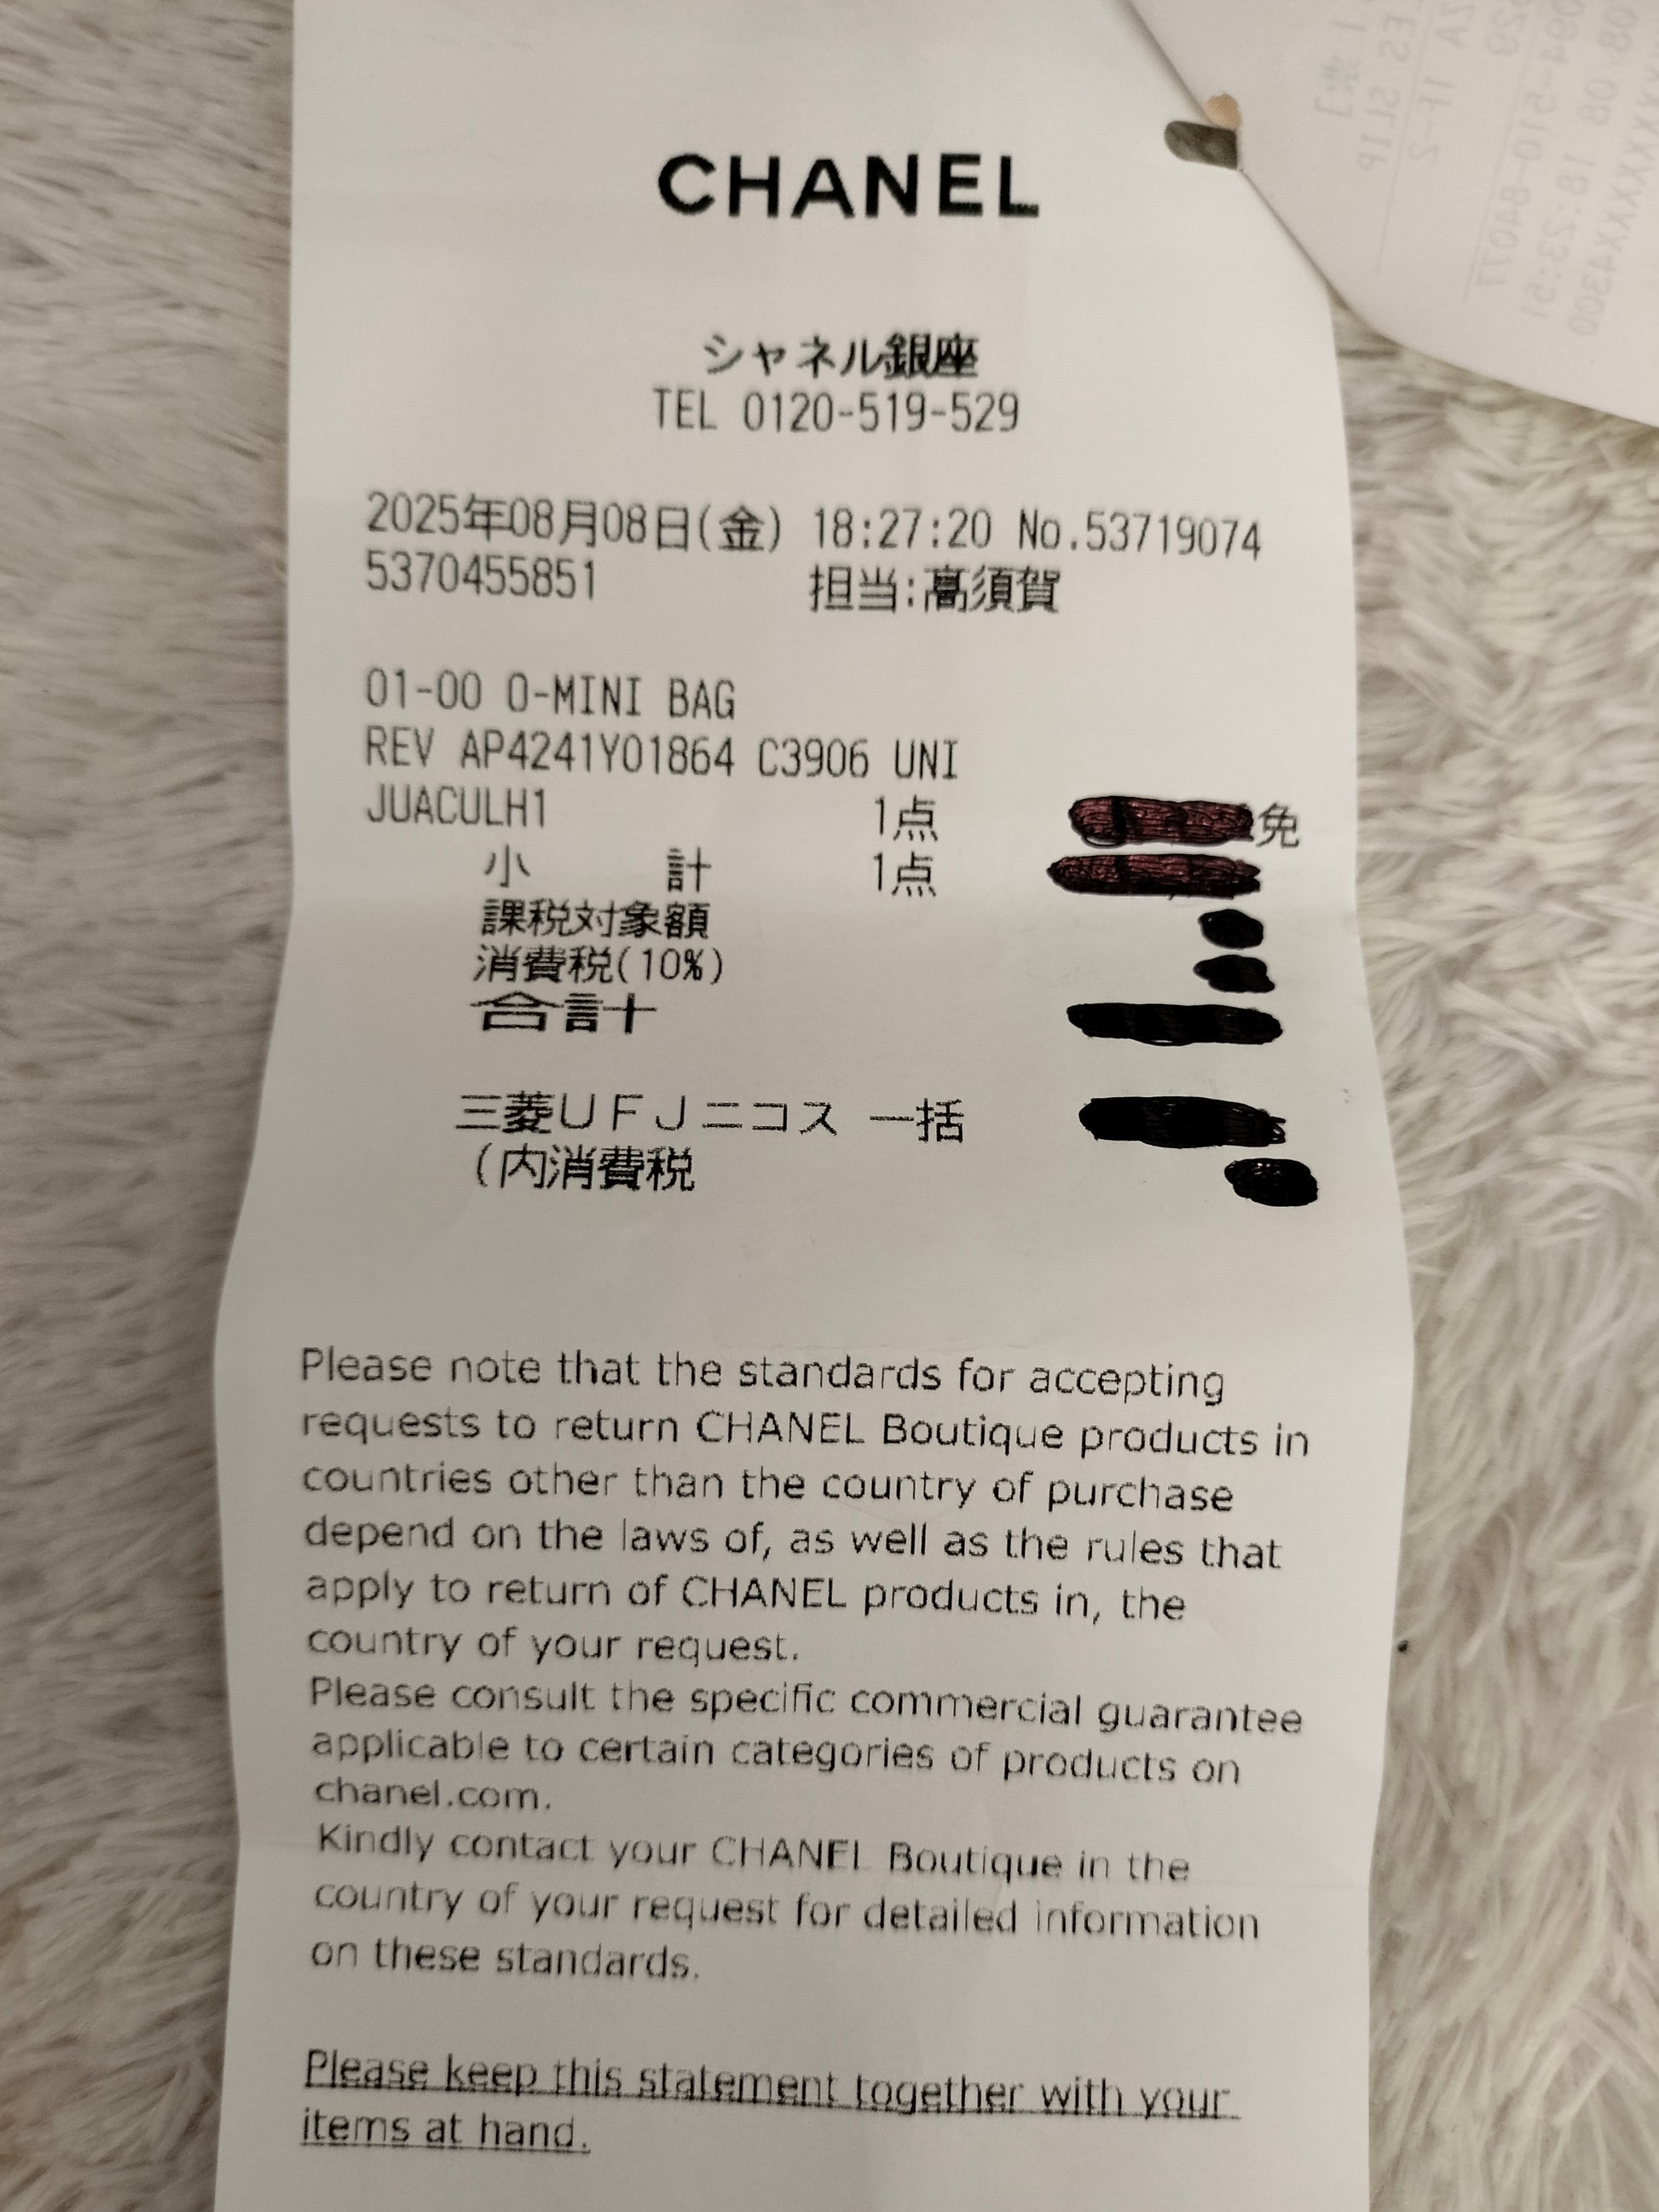 CHANEL
シャネル銀座
TEL 0120-519-529
2025年08月08日(金) 18:27:20 No.53719074
5370455851 担当:高須賀
01-00 O-MINI BAG
REV AP4241Y01864 C3906 UNI
JUACULH1 1点 免
小 計 1点
課税対象額
消費税(10%)
合計
三菱UFJニコス 一括
(内消費税
Please note that the standards for accepting
requests to return CHANEL Boutique products in
countries other than the country of purchase
depend on the laws of, as well as the rules that
apply to return of CHANEL products in, the
country of your request.
Please consult the specific commercial guarantee
applicable to certain categories of products on
chanel.com.
Kindly contact your CHANEL Boutique in the
country of your request for detailed information
on these standards.
Please keep this statement together with your
items at hand.